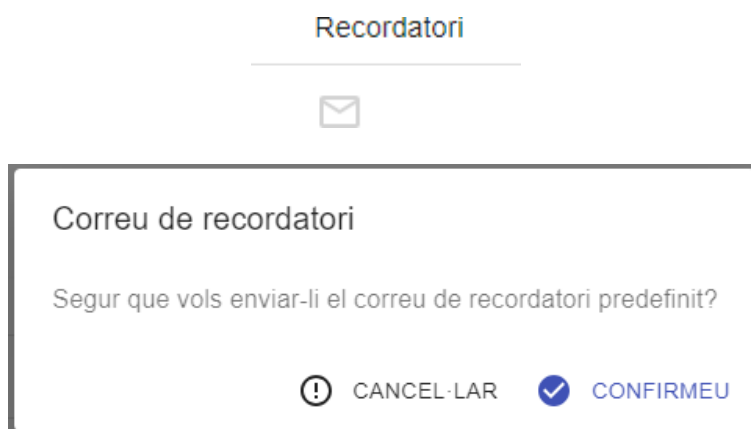 Recordatori
Correu de recordatori
Segur que vols enviar-li el correu de recordatori predefinit?
CANCEL·LAR CONFIRMEU